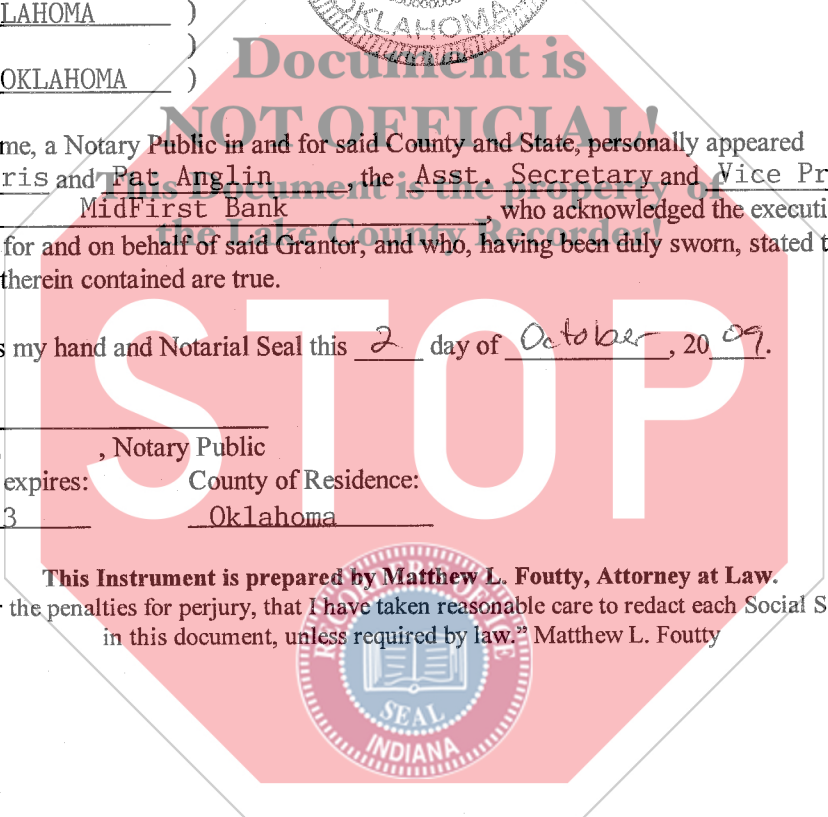 LAHOMA )
OKLAHOMA
)
OKLAHOMA )
Document is
NOT OFFICIAL!
me, a Notary Public in and for said County and State, personally appeared
ris and Pat Anglin, the Asst. Secretary and Vice Pr
This Document is the property of
MidFirst Bank, who acknowledged the executi
the Lake County Recorder!
for and on behalf of said Grantor, and who, having been duly sworn, stated t
therein contained are true.
s my hand and Notarial Seal this 2 day of October, 2009.
STOP
, Notary Public
expires: County of Residence:
3 Oklahoma
This Instrument is prepared by Matthew L. Foutty, Attorney at Law.
r the penalties for perjury, that I have taken reasonable care to redact each Social S
in this document, unless required by law.” Matthew L. Foutty
SEAL
INDIANA